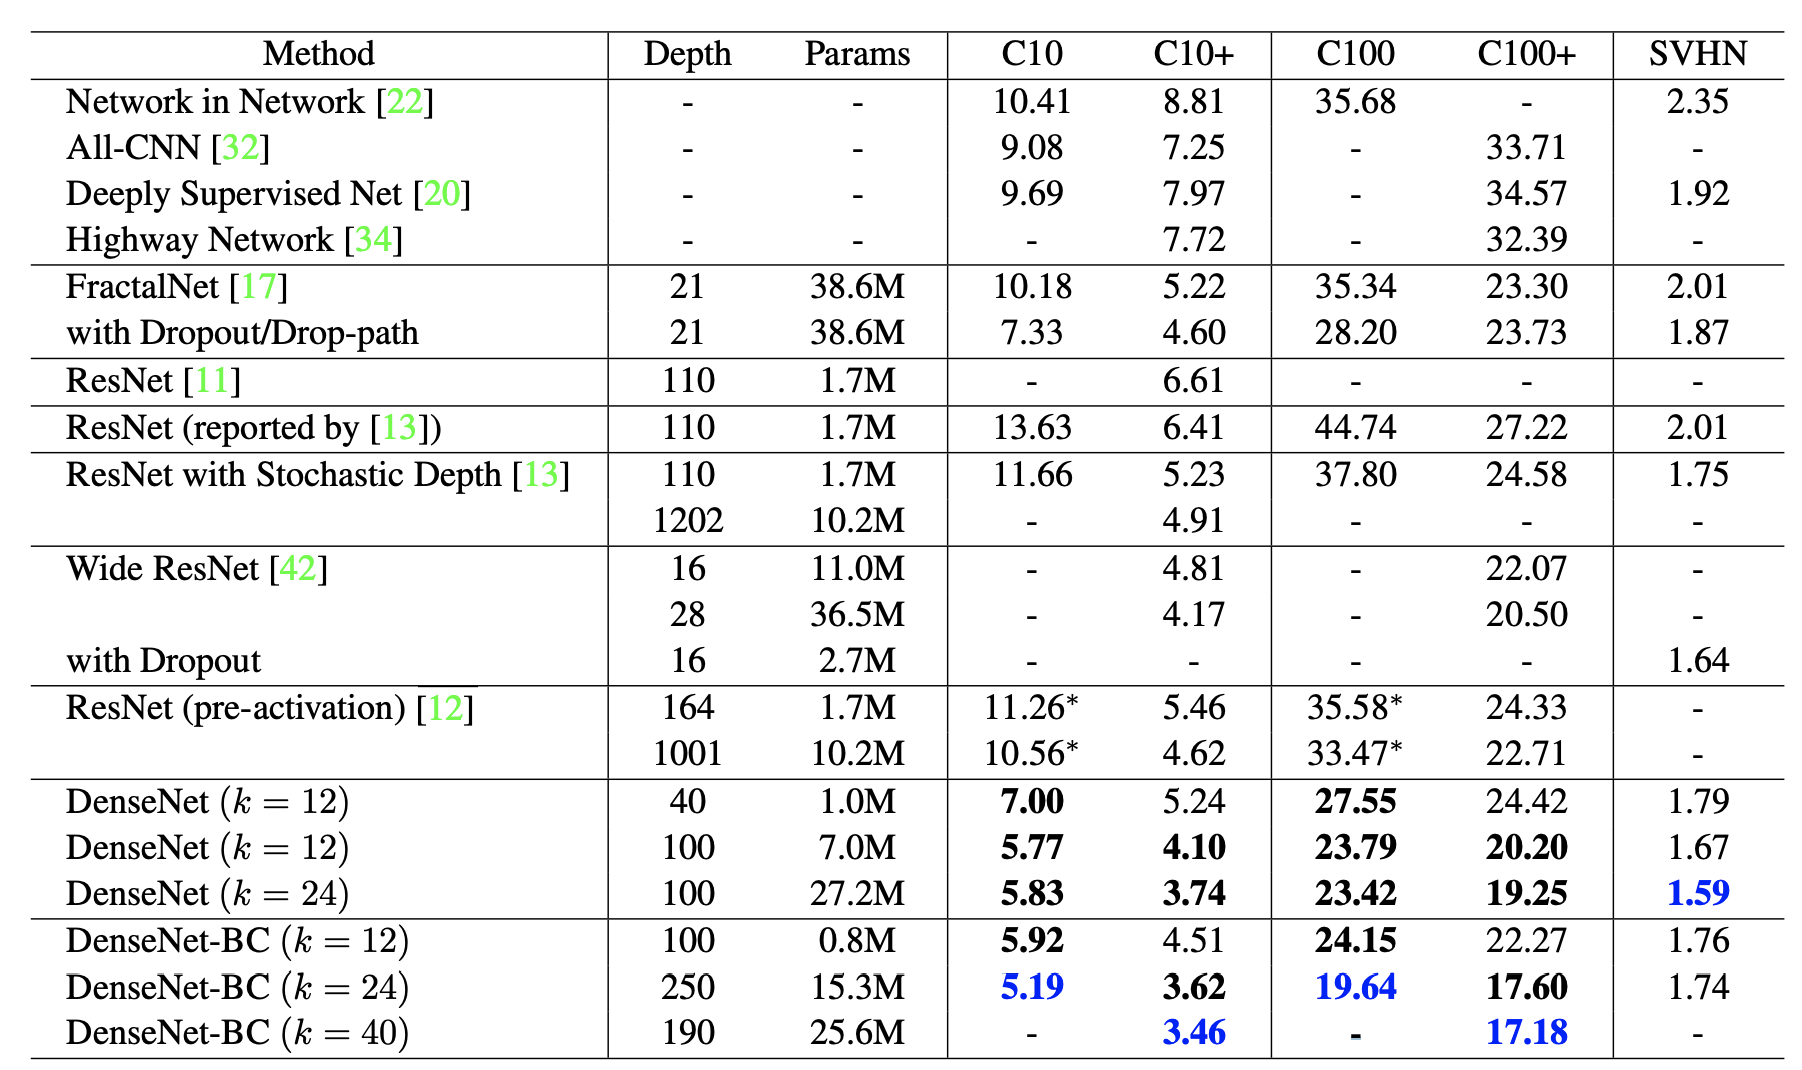 Method Depth Params C10 C10+ C100 C100+ SVHN
Network in Network [22] - - 10.41 8.81 35.68 - 2.35
All-CNN [32] - - 9.08 7.25 - 33.71 -
Deeply Supervised Net [20] - - 9.69 7.97 - 34.57 1.92
Highway Network [34] - - - 7.72 - 32.39 -
FractalNet [17] 21 38.6M 10.18 5.22 35.34 23.30 2.01
with Dropout/Drop-path 21 38.6M 7.33 4.60 28.20 23.73 1.87
ResNet [11] 110 1.7M - 6.61 - - -
ResNet (reported by [13]) 110 1.7M 13.63 6.41 44.74 27.22 2.01
ResNet with Stochastic Depth [13] 110 1.7M 11.66 5.23 37.80 24.58 1.75
1202 10.2M - 4.91 - - -
Wide ResNet [42] 16 11.0M - 4.81 - 22.07 -
28 36.5M - 4.17 - 20.50 -
with Dropout 16 2.7M - - - - 1.64
ResNet (pre-activation) [12] 164 1.7M 11.26* 5.46 35.58* 24.33 -
1001 10.2M 10.56* 4.62 33.47* 22.71 -
DenseNet (k = 12) 40 1.0M 7.00 5.24 27.55 24.42 1.79
DenseNet (k = 12) 100 7.0M 5.77 4.10 23.79 20.20 1.67
DenseNet (k = 24) 100 27.2M 5.83 3.74 23.42 19.25 1.59
DenseNet-BC (k = 12) 100 0.8M 5.92 4.51 24.15 22.27 1.76
DenseNet-BC (k = 24) 250 15.3M 5.19 3.62 19.64 17.60 1.74
DenseNet-BC (k = 40) 190 25.6M - 3.46 - 17.18 -